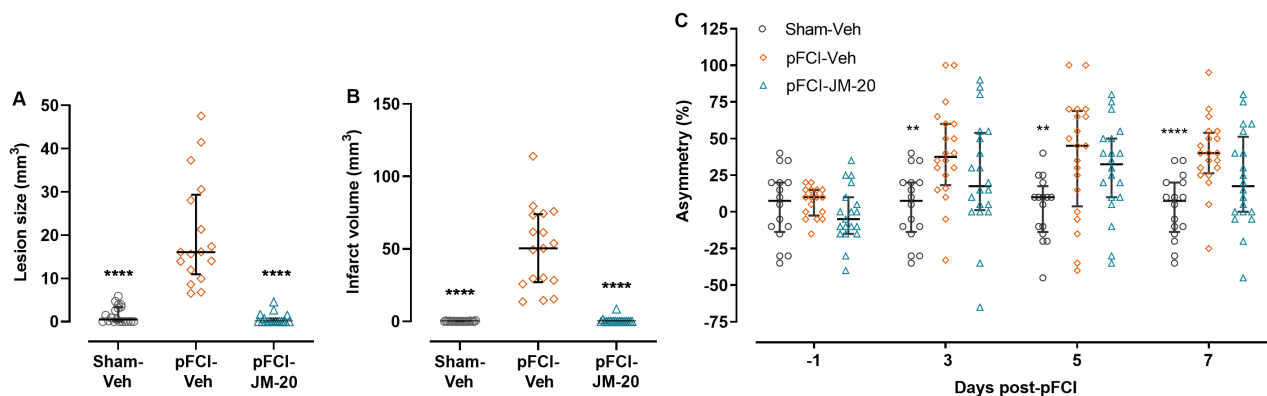 A
Lesion size (mm3)
50
40
30
20
10
0
****
****
Sham-
Veh
pFCI-
Veh
pFCI-
JM-20
B
Infarct volume (mm3)
150
100
50
0
****
****
Sham-
Veh
pFCI-
Veh
pFCI-
JM-20
C
Asymmetry (%)
125
100
75
50
25
0
-25
-50
-75
Sham-Veh
pFCI-Veh
pFCI-JM-20
**
**
****
-1
3
5
7
Days post-pFCI